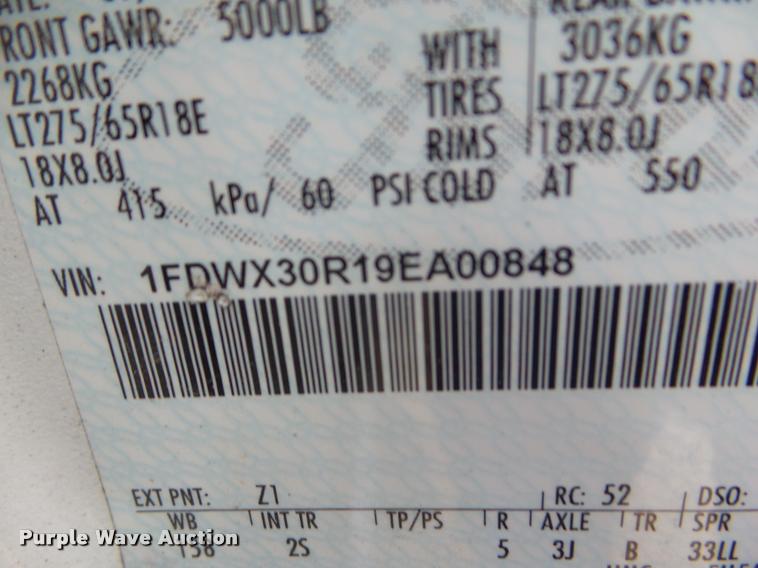 RONT GAWR: 5000LB
2268KG WITH 3036KG
LT275/65R18E TIRES LT275/65R18
18X8.0J RIMS 18X8.0J
AT 415 kPa/ 60 PSI COLD AT 550
VIN: 1FDWX30R19EA00848
EXT PNT: Z1 RC: 52 DSO:
WB INT TR TP/PS R AXLE TR SPR
158 2S 5 3J B 33LL
Purple Wave Auction